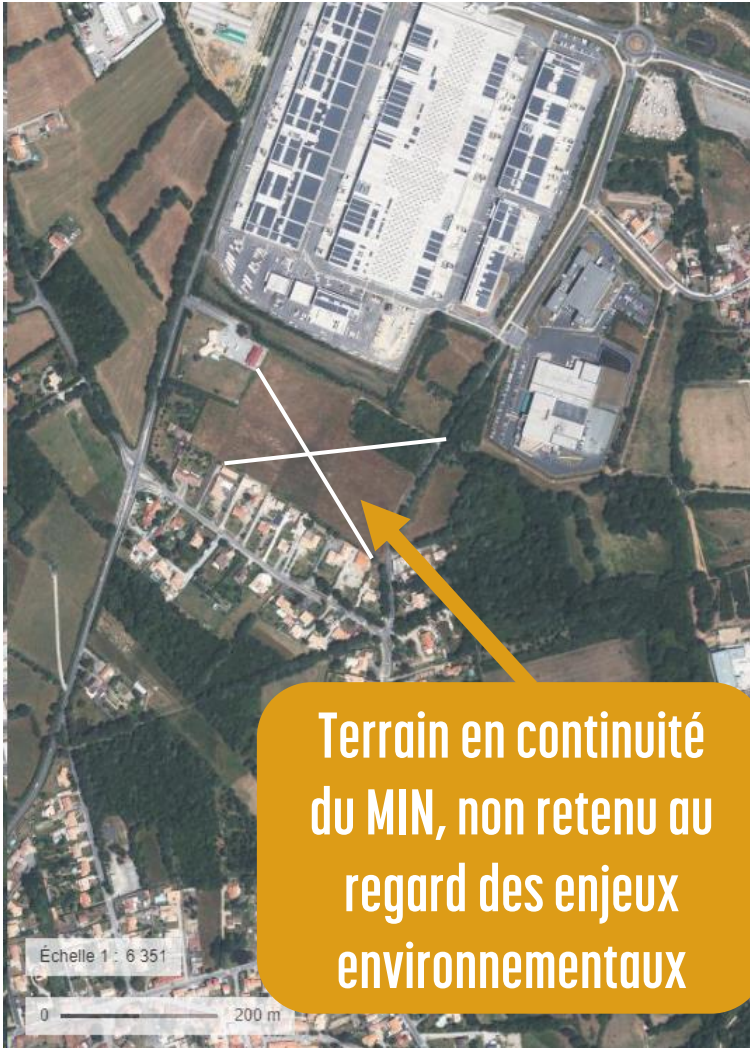 Terrain en continuité
du MIN, non retenu au
regard des enjeux
environnementaux
Échelle 1 : 6 351
0 200 m